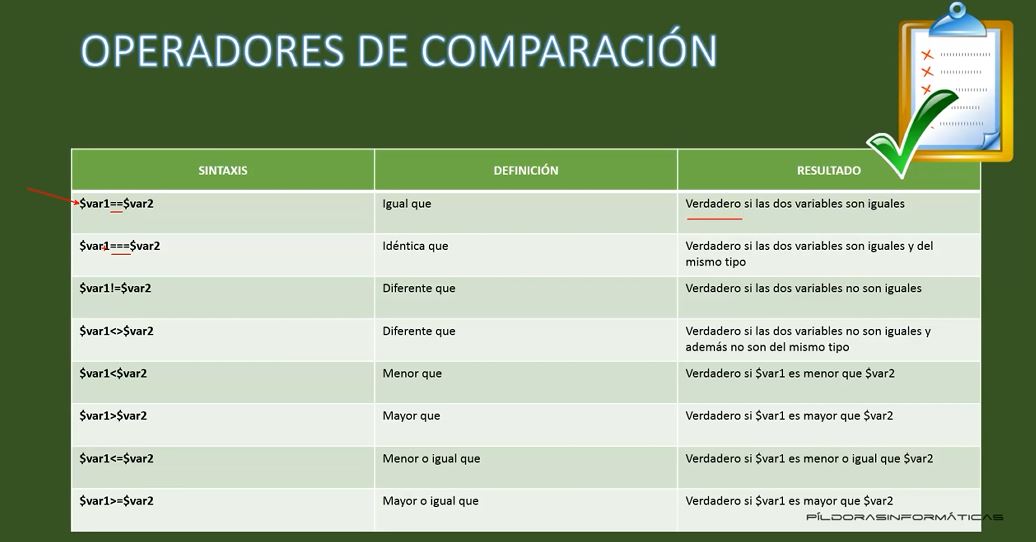 OPERADORES DE COMPARACIÓN
SINTAXIS DEFINICIÓN RESULTADO
$var1==$var2 Igual que Verdadero si las dos variables son iguales
$var1===$var2 Idéntica que Verdadero si las dos variables son iguales y del
mismo tipo
$var1!=$var2 Diferente que Verdadero si las dos variables no son iguales
$var1<>$var2 Diferente que Verdadero si las dos variables no son iguales y
además no son del mismo tipo
$var1<$var2 Menor que Verdadero si $var1 es menor que $var2
$var1>$var2 Mayor que Verdadero si $var1 es mayor que $var2
$var1<=$var2 Menor o igual que Verdadero si $var1 es menor o igual que $var2
$var1>=$var2 Mayor o igual que Verdadero si $var1 es mayor que $var2
PÍLDORASINFORMÁTICAS